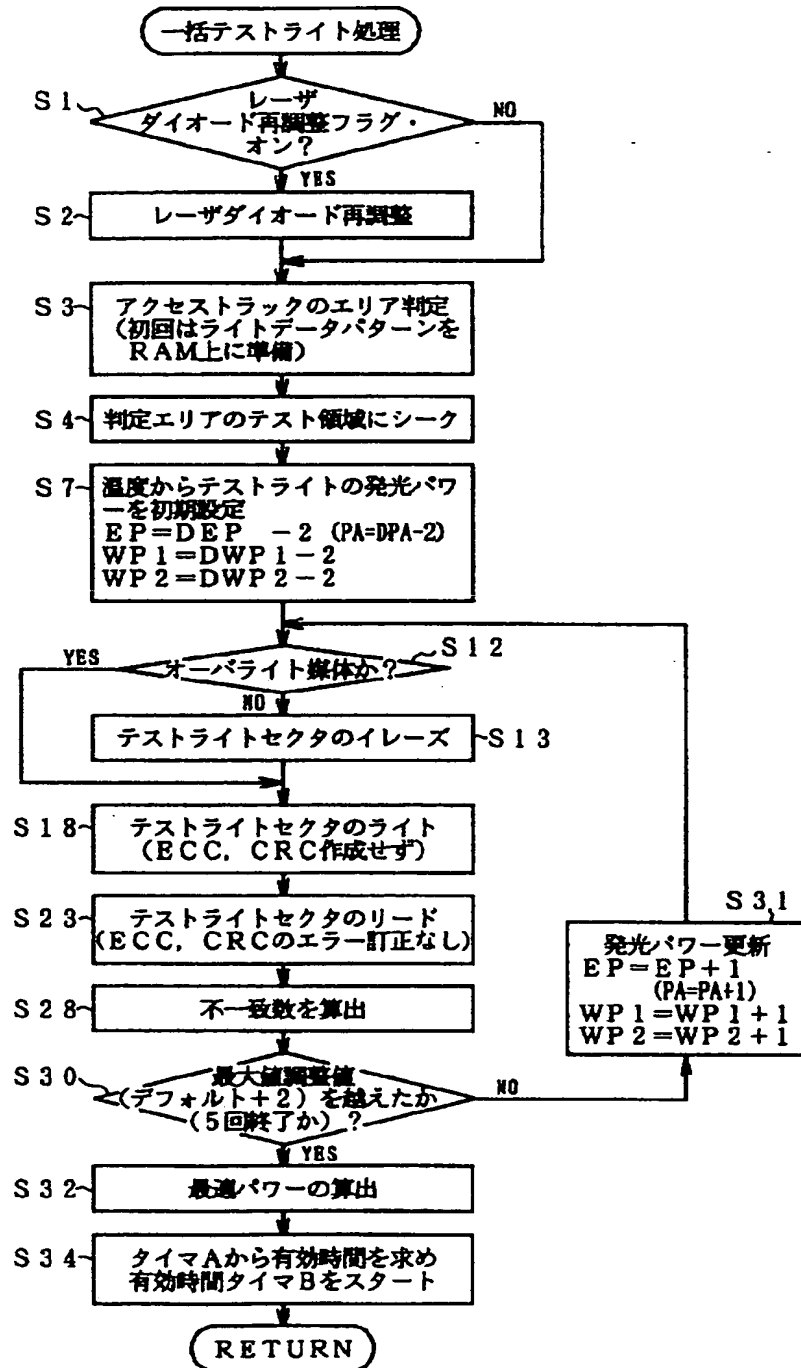 一括テストライト処理
S1
レーザ
ダイオード再調整フラグ・
オン?
NO
YES
S2
レーザダイオード再調整
S3
アクセストラックのエリア判定
(初回はライトデータパターンを
RAM上に準備)
S4
判定エリアのテスト領域にシーク
S7
温度からテストライトの発光パワ
ーを初期設定
EP=DEP -2 (PA=DPA-2)
WP1=DWP1-2
WP2=DWP2-2
YES
オーバライト媒体か?
S12
NO
テストライトセクタのイレーズ
S13
S18
テストライトセクタのライト
(ECC, CRC作成せず)
S23
テストライトセクタのリード
(ECC, CRCのエラー訂正なし)
S31
発光パワー更新
EP=EP+1
(PA=PA+1)
WP1=WP1+1
WP2=WP2+1
S28
不一致数を算出
S30
最大値調整値
(デフォルト+2)を越えたか
(5回終了か)?
NO
YES
S32
最適パワーの算出
S34
タイマAから有効時間を求め
有効時間タイマBをスタート
RETURN